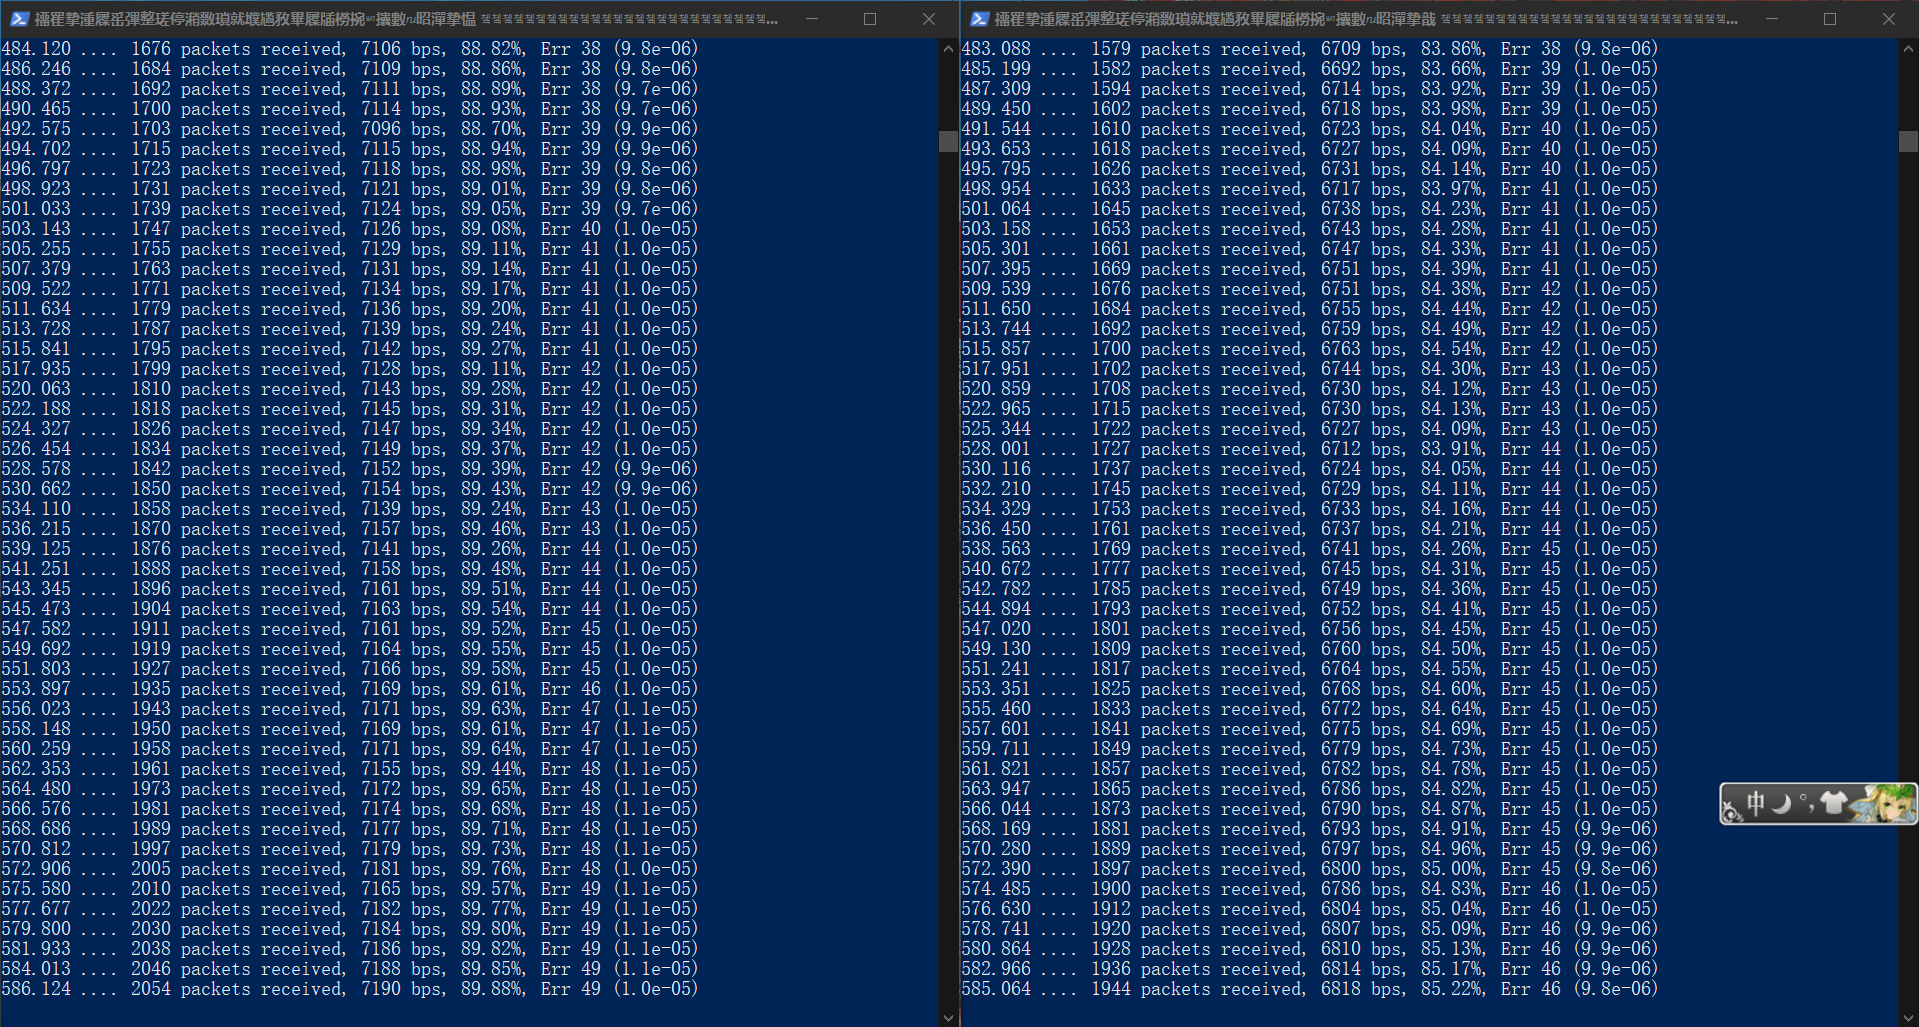 484.120 .... 1676 packets received, 7106 bps, 88.82%, Err 38 (9.8e-06)
486.246 .... 1684 packets received, 7109 bps, 88.86%, Err 38 (9.8e-06)
488.372 .... 1692 packets received, 7111 bps, 88.89%, Err 38 (9.7e-06)
490.465 .... 1700 packets received, 7114 bps, 88.93%, Err 38 (9.7e-06)
492.575 .... 1703 packets received, 7096 bps, 88.70%, Err 39 (9.9e-06)
494.702 .... 1715 packets received, 7115 bps, 88.94%, Err 39 (9.9e-06)
496.797 .... 1723 packets received, 7118 bps, 88.98%, Err 39 (9.8e-06)
498.923 .... 1731 packets received, 7121 bps, 89.01%, Err 39 (9.8e-06)
501.033 .... 1739 packets received, 7124 bps, 89.05%, Err 39 (9.7e-06)
503.143 .... 1747 packets received, 7126 bps, 89.08%, Err 40 (1.0e-05)
505.255 .... 1755 packets received, 7129 bps, 89.11%, Err 41 (1.0e-05)
507.379 .... 1763 packets received, 7131 bps, 89.14%, Err 41 (1.0e-05)
509.522 .... 1771 packets received, 7134 bps, 89.17%, Err 41 (1.0e-05)
511.634 .... 1779 packets received, 7136 bps, 89.20%, Err 41 (1.0e-05)
513.728 .... 1787 packets received, 7139 bps, 89.24%, Err 41 (1.0e-05)
515.841 .... 1795 packets received, 7142 bps, 89.27%, Err 41 (1.0e-05)
517.935 .... 1799 packets received, 7128 bps, 89.11%, Err 42 (1.0e-05)
520.063 .... 1810 packets received, 7143 bps, 89.28%, Err 42 (1.0e-05)
522.188 .... 1818 packets received, 7145 bps, 89.31%, Err 42 (1.0e-05)
524.327 .... 1826 packets received, 7147 bps, 89.34%, Err 42 (1.0e-05)
526.454 .... 1834 packets received, 7149 bps, 89.37%, Err 42 (1.0e-05)
528.578 .... 1842 packets received, 7152 bps, 89.39%, Err 42 (9.9e-06)
530.662 .... 1850 packets received, 7154 bps, 89.43%, Err 42 (9.9e-06)
534.110 .... 1858 packets received, 7139 bps, 89.24%, Err 43 (1.0e-05)
536.215 .... 1870 packets received, 7157 bps, 89.46%, Err 43 (1.0e-05)
539.125 .... 1876 packets received, 7141 bps, 89.26%, Err 44 (1.0e-05)
541.251 .... 1888 packets received, 7158 bps, 89.48%, Err 44 (1.0e-05)
543.345 .... 1896 packets received, 7161 bps, 89.51%, Err 44 (1.0e-05)
545.473 .... 1904 packets received, 7163 bps, 89.54%, Err 44 (1.0e-05)
547.582 .... 1911 packets received, 7161 bps, 89.52%, Err 45 (1.0e-05)
549.692 .... 1919 packets received, 7164 bps, 89.55%, Err 45 (1.0e-05)
551.803 .... 1927 packets received, 7166 bps, 89.58%, Err 45 (1.0e-05)
553.897 .... 1935 packets received, 7169 bps, 89.61%, Err 46 (1.0e-05)
556.023 .... 1943 packets received, 7171 bps, 89.63%, Err 47 (1.1e-05)
558.148 .... 1950 packets received, 7169 bps, 89.61%, Err 47 (1.1e-05)
560.259 .... 1958 packets received, 7171 bps, 89.64%, Err 47 (1.1e-05)
562.353 .... 1961 packets received, 7155 bps, 89.44%, Err 48 (1.1e-05)
564.480 .... 1973 packets received, 7172 bps, 89.65%, Err 48 (1.1e-05)
566.576 .... 1981 packets received, 7174 bps, 89.68%, Err 48 (1.1e-05)
568.686 .... 1989 packets received, 7177 bps, 89.71%, Err 48 (1.1e-05)
570.812 .... 1997 packets received, 7179 bps, 89.73%, Err 48 (1.1e-05)
572.906 .... 2005 packets received, 7181 bps, 89.76%, Err 48 (1.0e-05)
575.580 .... 2010 packets received, 7165 bps, 89.57%, Err 49 (1.1e-05)
577.677 .... 2022 packets received, 7182 bps, 89.77%, Err 49 (1.1e-05)
579.800 .... 2030 packets received, 7184 bps, 89.80%, Err 49 (1.1e-05)
581.933 .... 2038 packets received, 7186 bps, 89.82%, Err 49 (1.1e-05)
584.013 .... 2046 packets received, 7188 bps, 89.85%, Err 49 (1.1e-05)
586.124 .... 2054 packets received, 7190 bps, 89.88%, Err 49 (1.0e-05)
483.088 .... 1579 packets received, 6709 bps, 83.86%, Err 38 (9.8e-06)
485.199 .... 1582 packets received, 6692 bps, 83.66%, Err 39 (1.0e-05)
487.309 .... 1594 packets received, 6714 bps, 83.92%, Err 39 (1.0e-05)
489.450 .... 1602 packets received, 6718 bps, 83.98%, Err 39 (1.0e-05)
491.544 .... 1610 packets received, 6723 bps, 84.04%, Err 40 (1.0e-05)
493.653 .... 1618 packets received, 6727 bps, 84.09%, Err 40 (1.0e-05)
495.795 .... 1626 packets received, 6731 bps, 84.14%, Err 40 (1.0e-05)
498.954 .... 1633 packets received, 6717 bps, 83.97%, Err 41 (1.0e-05)
501.064 .... 1645 packets received, 6738 bps, 84.23%, Err 41 (1.0e-05)
503.158 .... 1653 packets received, 6743 bps, 84.28%, Err 41 (1.0e-05)
505.301 .... 1661 packets received, 6747 bps, 84.33%, Err 41 (1.0e-05)
507.395 .... 1669 packets received, 6751 bps, 84.39%, Err 41 (1.0e-05)
509.539 .... 1676 packets received, 6751 bps, 84.38%, Err 42 (1.0e-05)
511.650 .... 1684 packets received, 6755 bps, 84.44%, Err 42 (1.0e-05)
513.744 .... 1692 packets received, 6759 bps, 84.49%, Err 42 (1.0e-05)
515.857 .... 1700 packets received, 6763 bps, 84.54%, Err 42 (1.0e-05)
517.951 .... 1702 packets received, 6744 bps, 84.30%, Err 43 (1.0e-05)
520.859 .... 1708 packets received, 6730 bps, 84.12%, Err 43 (1.0e-05)
522.965 .... 1715 packets received, 6730 bps, 84.13%, Err 43 (1.0e-05)
525.344 .... 1722 packets received, 6727 bps, 84.09%, Err 43 (1.0e-05)
528.001 .... 1727 packets received, 6712 bps, 83.91%, Err 44 (1.0e-05)
530.116 .... 1737 packets received, 6724 bps, 84.05%, Err 44 (1.0e-05)
532.210 .... 1745 packets received, 6729 bps, 84.11%, Err 44 (1.0e-05)
534.329 .... 1753 packets received, 6733 bps, 84.16%, Err 44 (1.0e-05)
536.450 .... 1761 packets received, 6737 bps, 84.21%, Err 44 (1.0e-05)
538.563 .... 1769 packets received, 6741 bps, 84.26%, Err 45 (1.0e-05)
540.672 .... 1777 packets received, 6745 bps, 84.31%, Err 45 (1.0e-05)
542.782 .... 1785 packets received, 6749 bps, 84.36%, Err 45 (1.0e-05)
544.894 .... 1793 packets received, 6752 bps, 84.41%, Err 45 (1.0e-05)
547.020 .... 1801 packets received, 6756 bps, 84.45%, Err 45 (1.0e-05)
549.130 .... 1809 packets received, 6760 bps, 84.50%, Err 45 (1.0e-05)
551.241 .... 1817 packets received, 6764 bps, 84.55%, Err 45 (1.0e-05)
553.351 .... 1825 packets received, 6768 bps, 84.60%, Err 45 (1.0e-05)
555.460 .... 1833 packets received, 6772 bps, 84.64%, Err 45 (1.0e-05)
557.601 .... 1841 packets received, 6775 bps, 84.69%, Err 45 (1.0e-05)
559.711 .... 1849 packets received, 6779 bps, 84.73%, Err 45 (1.0e-05)
561.821 .... 1857 packets received, 6782 bps, 84.78%, Err 45 (1.0e-05)
563.947 .... 1865 packets received, 6786 bps, 84.82%, Err 45 (1.0e-05)
566.044 .... 1873 packets received, 6790 bps, 84.87%, Err 45 (1.0e-05)
568.169 .... 1881 packets received, 6793 bps, 84.91%, Err 45 (9.9e-06)
570.280 .... 1889 packets received, 6797 bps, 84.96%, Err 45 (9.9e-06)
572.390 .... 1897 packets received, 6800 bps, 85.00%, Err 45 (9.8e-06)
574.485 .... 1900 packets received, 6786 bps, 84.83%, Err 46 (1.0e-05)
576.630 .... 1912 packets received, 6804 bps, 85.04%, Err 46 (1.0e-05)
578.741 .... 1920 packets received, 6807 bps, 85.09%, Err 46 (9.9e-06)
580.864 .... 1928 packets received, 6810 bps, 85.13%, Err 46 (9.9e-06)
582.966 .... 1936 packets received, 6814 bps, 85.17%, Err 46 (9.9e-06)
585.064 .... 1944 packets received, 6818 bps, 85.22%, Err 46 (9.8e-06)
中